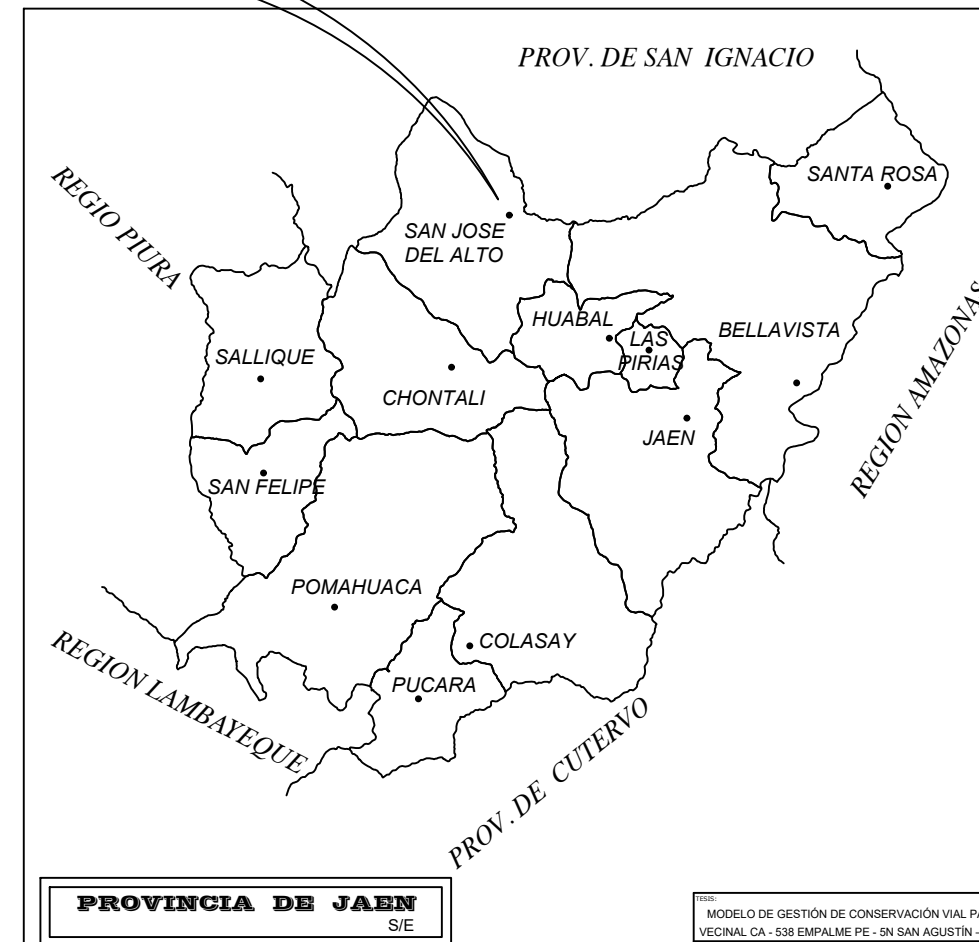 PROV. DE SAN IGNACIO
SANTA ROSA
REGIO PIURA
SAN JOSE
DEL ALTO
HUABAL
LAS
PIRIAS
BELLAVISTA
REGION AMAZONAS
SALLIQUE
CHONTALI
JAEN
SAN FELIPE
POMAHUACA
COLASAY
PUCARA
REGION LAMBAYEQUE
PROV. DE CUTERVO
PROVINCIA DE JAEN
S/E
TESIS:
MODELO DE GESTIÓN DE CONSERVACIÓN VIAL
VECINAL CA - 538 EMPALME PE - 5N SAN AGUSTÍN -